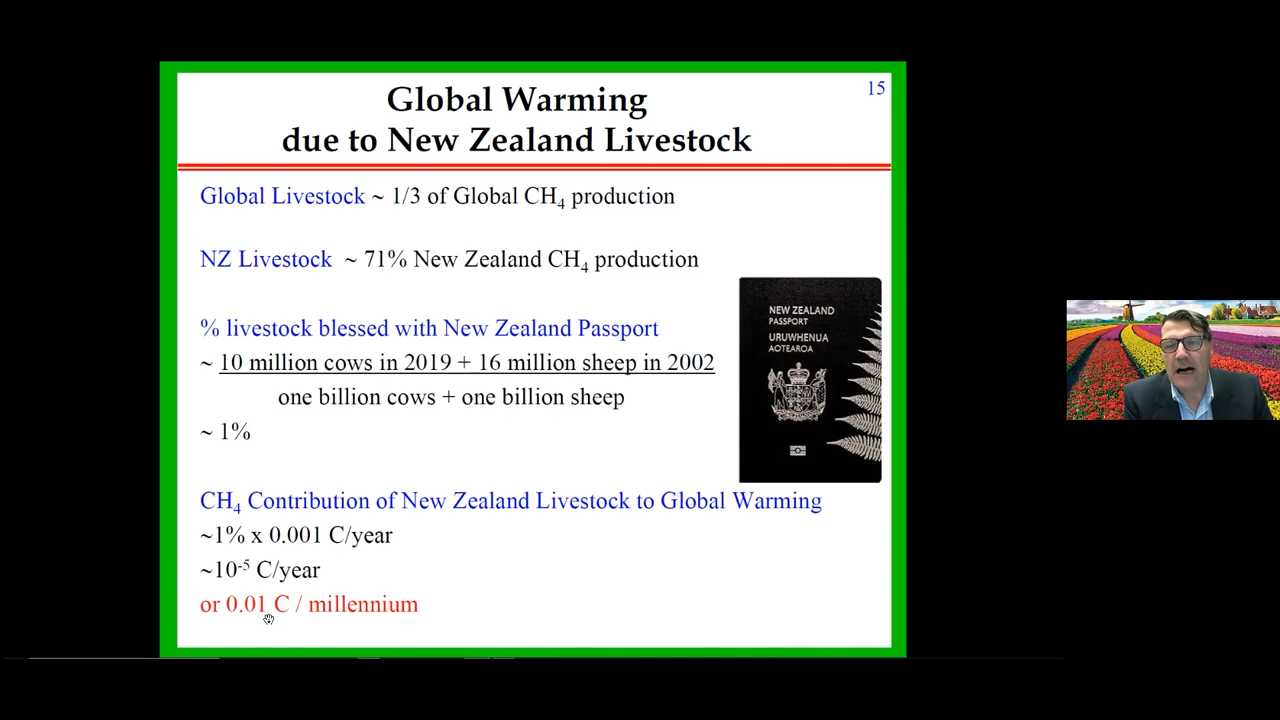 15
Global Warming
due to New Zealand Livestock
Global Livestock ~ 1/3 of Global CH₄ production
NZ Livestock ~ 71% New Zealand CH₄ production
% livestock blessed with New Zealand Passport
~ 10 million cows in 2019 + 16 million sheep in 2002
one billion cows + one billion sheep
~ 1%
NEW ZEALAND
PASSPORT
URUWHENUA
AOTEAROA
CH₄ Contribution of New Zealand Livestock to Global Warming
~1% x 0.001 C/year
~10⁻⁵ C/year
or 0.01 C / millennium